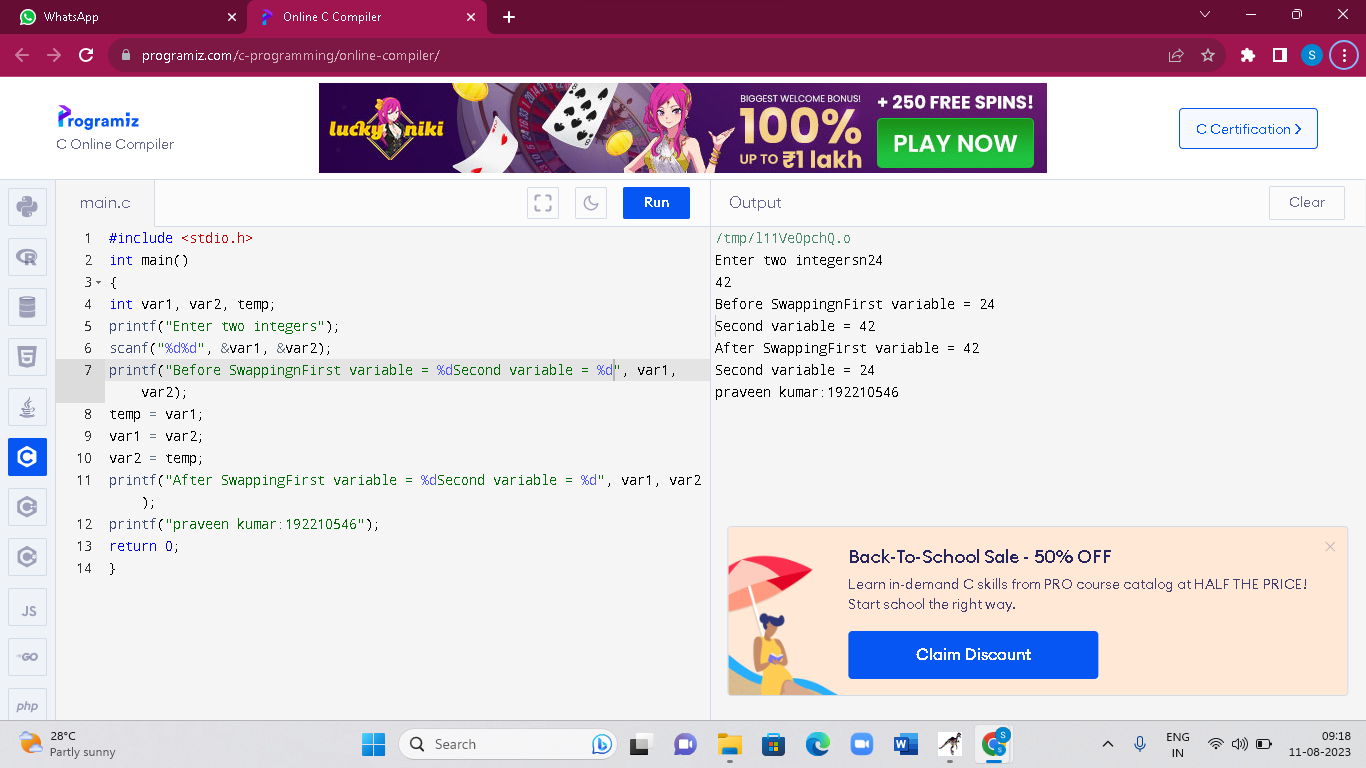 WhatsApp
Online C Compiler
programiz.com/c-programming/online-compiler/
S
Programiz
C Online Compiler
lucky niki
BIGGEST WELCOME BONUS!
100%
UP TO ₹1 lakh
+ 250 FREE SPINS!
PLAY NOW
C Certification
main.c
Run
Output
Clear
1 #include <stdio.h>
2 int main()
3 {
4 int var1, var2, temp;
5 printf("Enter two integers");
6 scanf("%d%d", &var1, &var2);
7 printf("Before SwappingnFirst variable = %dSecond variable = %d", var1,
var2);
8 temp = var1;
9 var1 = var2;
10 var2 = temp;
11 printf("After SwappingFirst variable = %dSecond variable = %d", var1, var2
);
12 printf("praveen kumar:192210546");
13 return 0;
14 }
/tmp/l11VeOpchQ.o
Enter two integersn24
42
Before SwappingnFirst variable = 24
Second variable = 42
After SwappingFirst variable = 42
Second variable = 24
praveen kumar:192210546
R
5
C
JS
GO
php
Back-To-School Sale - 50% OFF
Learn in-demand C skills from PRO course catalog at HALF THE PRICE!
Start school the right way.
Claim Discount
28°C
Partly sunny
Search
ENG
IN
09:18
11-08-2023